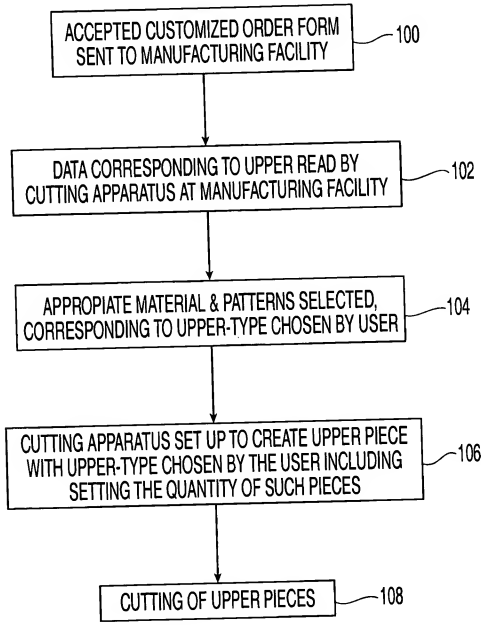 ACCEPTED CUSTOMIZED ORDER FORM
SENT TO MANUFACTURING FACILITY
100
DATA CORRESPONDING TO UPPER READ BY
CUTTING APPARATUS AT MANUFACTURING FACILITY
102
APPROPIATE MATERIAL & PATTERNS SELECTED,
CORRESPONDING TO UPPER-TYPE CHOSEN BY USER
104
CUTTING APPARATUS SET UP TO CREATE UPPER PIECE
WITH UPPER-TYPE CHOSEN BY THE USER INCLUDING
SETTING THE QUANTITY OF SUCH PIECES
106
CUTTING OF UPPER PIECES
108